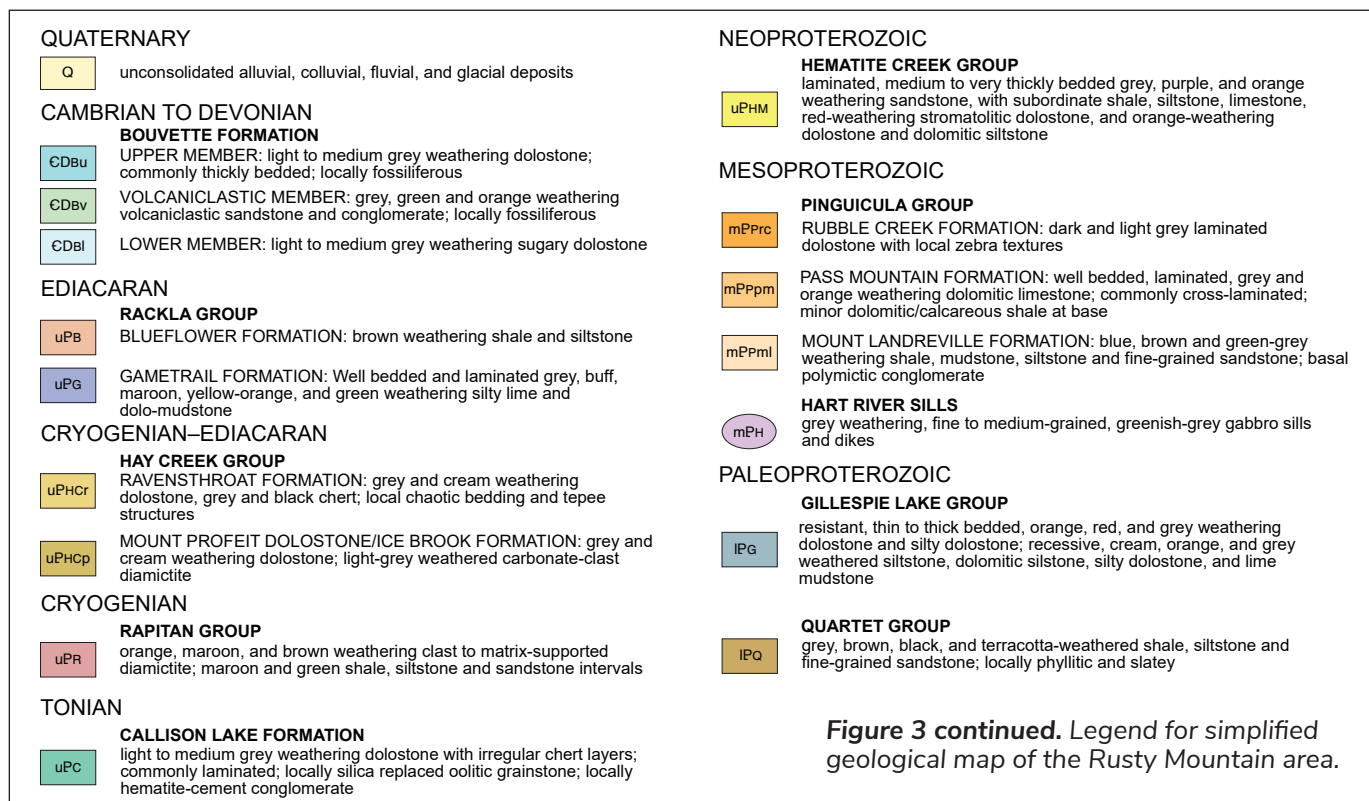 QUATERNARY
Q
unconsolidated alluvial, colluvial, fluvial, and glacial deposits
CAMBRIAN TO DEVONIAN
BOUVETTE FORMATION
ЄDBu
UPPER MEMBER: light to medium grey weathering dolostone;
commonly thickly bedded; locally fossiliferous
ЄDBv
VOLCANICLASTIC MEMBER: grey, green and orange weathering
volcaniclastic sandstone and conglomerate; locally fossiliferous
ЄDBl
LOWER MEMBER: light to medium grey weathering sugary dolostone
EDIACARAN
RACKLA GROUP
uPB
BLUEFLOWER FORMATION: brown weathering shale and siltstone
uPG
GAMETRAIL FORMATION: Well bedded and laminated grey, buff,
maroon, yellow-orange, and green weathering silty lime and
dolo-mudstone
CRYOGENIAN–EDIACARAN
HAY CREEK GROUP
uPHCr
RAVENSTHROAT FORMATION: grey and cream weathering
dolostone, grey and black chert; local chaotic bedding and tepee
structures
uPHCp
MOUNT PROFEIT DOLOSTONE/ICE BROOK FORMATION: grey and
cream weathering dolostone; light-grey weathered carbonate-clast
diamictite
CRYOGENIAN
RAPITAN GROUP
uPR
orange, maroon, and brown weathering clast to matrix-supported
diamictite; maroon and green shale, siltstone and sandstone intervals
TONIAN
CALLISON LAKE FORMATION
uPC
light to medium grey weathering dolostone with irregular chert layers;
commonly laminated; locally silica replaced oolitic grainstone; locally
hematite-cement conglomerate
NEOPROTEROZOIC
HEMATITE CREEK GROUP
uPHM
laminated, medium to very thickly bedded grey, purple, and orange
weathering sandstone, with subordinate shale, siltstone, limestone,
red-weathering stromatolitic dolostone, and orange-weathering
dolostone and dolomitic siltstone
MESOPROTEROZOIC
PINGUICULA GROUP
mPPrc
RUBBLE CREEK FORMATION: dark and light grey laminated
dolostone with local zebra textures
mPPpm
PASS MOUNTAIN FORMATION: well bedded, laminated, grey and
orange weathering dolomitic limestone; commonly cross-laminated;
minor dolomitic/calcareous shale at base
mPPml
MOUNT LANDREVILLE FORMATION: blue, brown and green-grey
weathering shale, mudstone, siltstone and fine-grained sandstone; basal
polymictic conglomerate
HART RIVER SILLS
mPH
grey weathering, fine to medium-grained, greenish-grey gabbro sills
and dikes
PALEOPROTEROZOIC
GILLESPIE LAKE GROUP
lPG
resistant, thin to thick bedded, orange, red, and grey weathering
dolostone and silty dolostone; recessive, cream, orange, and grey
weathered siltstone, dolomitic silstone, silty dolostone, and lime
mudstone
QUARTET GROUP
lPQ
grey, brown, black, and terracotta-weathered shale, siltstone and
fine-grained sandstone; locally phyllitic and slatey
Figure 3 continued. Legend for simplified
geological map of the Rusty Mountain area.